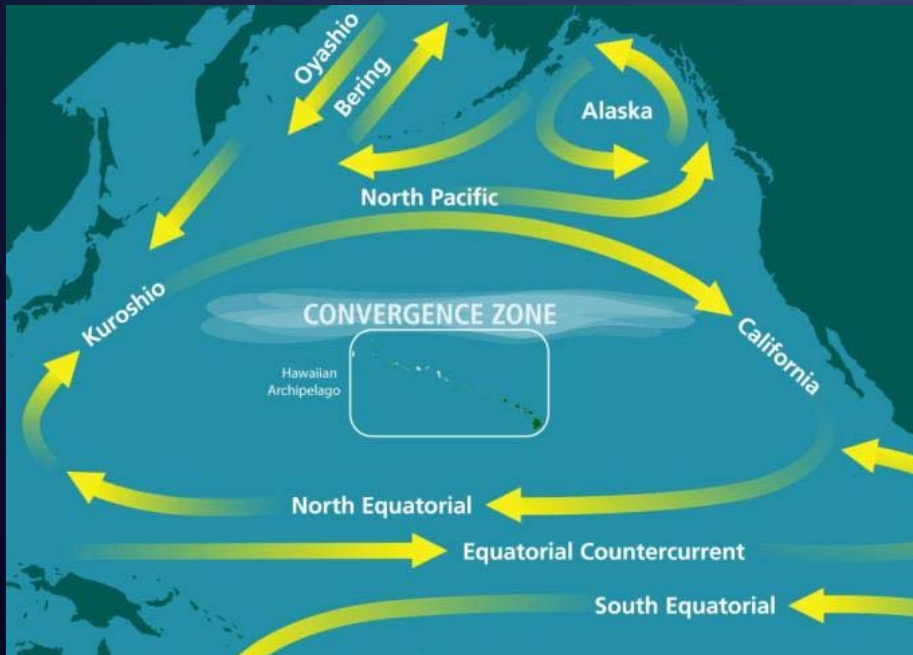 Oyashio
Bering
Alaska
North Pacific
Kuroshio
CONVERGENCE ZONE
California
Hawaiian
Archipelago
North Equatorial
Equatorial Countercurrent
South Equatorial